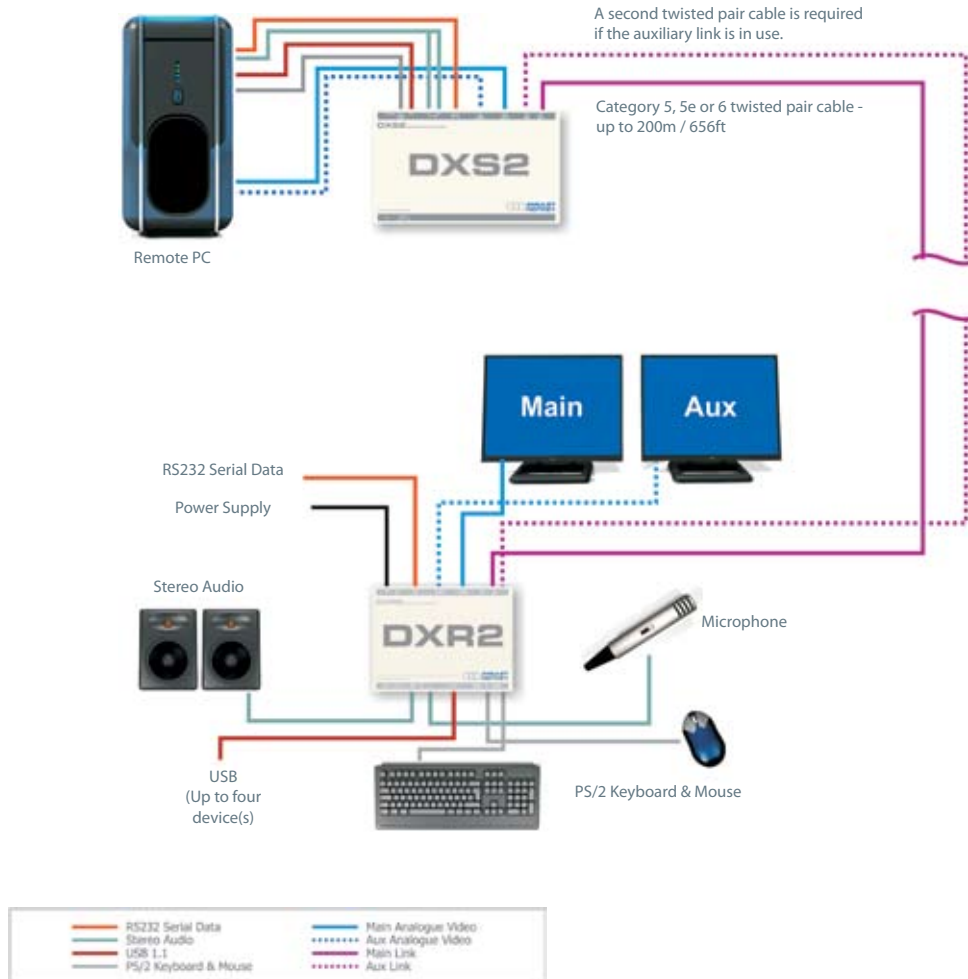 A second twisted pair cable is required
if the auxiliary link is in use.
Category 5, 5e or 6 twisted pair cable -
up to 200m / 656ft
DXS2
Remote PC
Main
Aux
RS232 Serial Data
Power Supply
Stereo Audio
DXR2
Microphone
USB
(Up to four
device(s)
PS/2 Keyboard & Mouse
RS232 Serial Data
Stereo Audio
USB 1.1
PS/2 Keyboard & Mouse
Main Analogue Video
Aux Analogue Video
Main Link
Aux Link